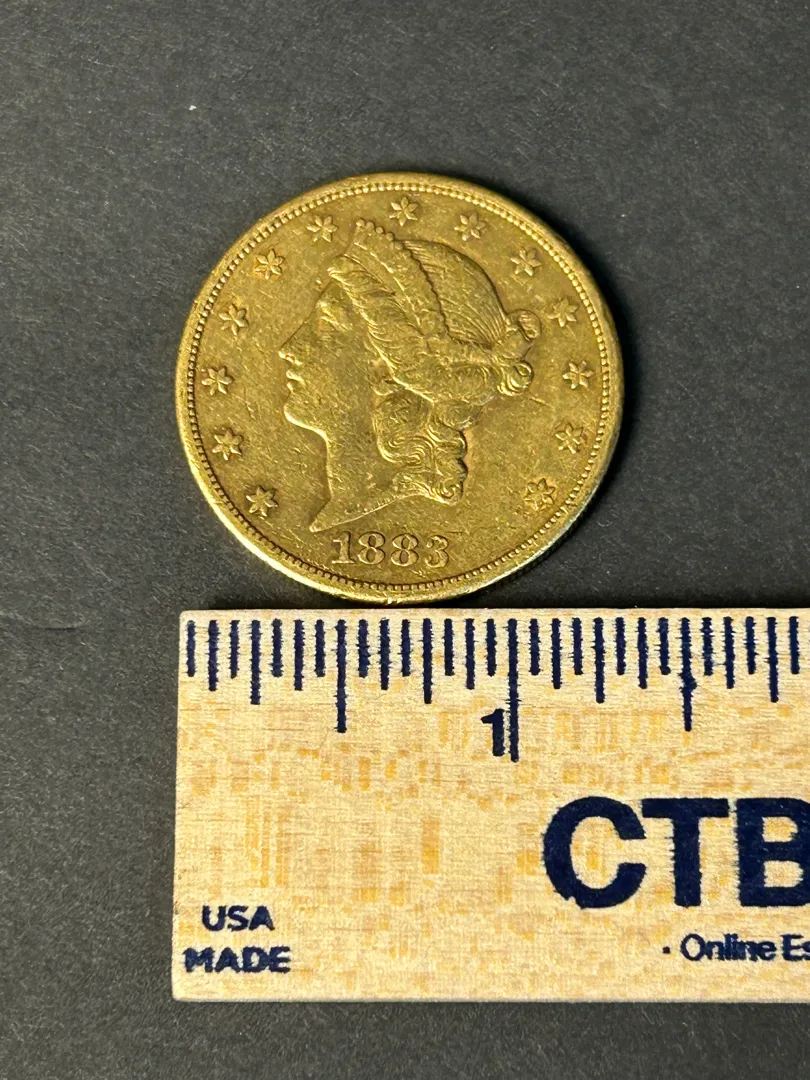 1883
1
CTB
USA
MADE
· Online Es